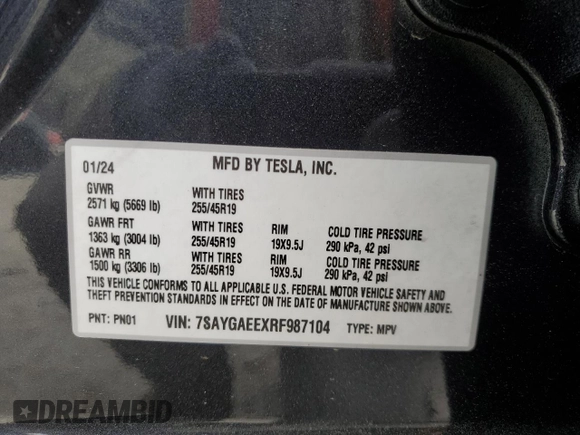 01/24 MFD BY TESLA, INC.
GVWR WITH TIRES
2571 kg (5669 lb) 255/45R19
GAWR FRT WITH TIRES RIM COLD TIRE PRESSURE
1363 kg (3004 lb) 255/45R19 19X9.5J 290 kPa, 42 psi
GAWR RR WITH TIRES RIM COLD TIRE PRESSURE
1500 kg (3306 lb) 255/45R19 19X9.5J 290 kPa, 42 psi
THIS VEHICLE CONFORMS TO ALL APPLICABLE U.S. FEDERAL MOTOR VEHICLE SAFETY AND
THEFT PREVENTION STANDARDS IN EFFECT ON THE DATE OF MANUFACTURE SHOWN ABOVE.
PNT: PN01 VIN: 7SAYGAEEXRF987104 TYPE: MPV
DREAMBID